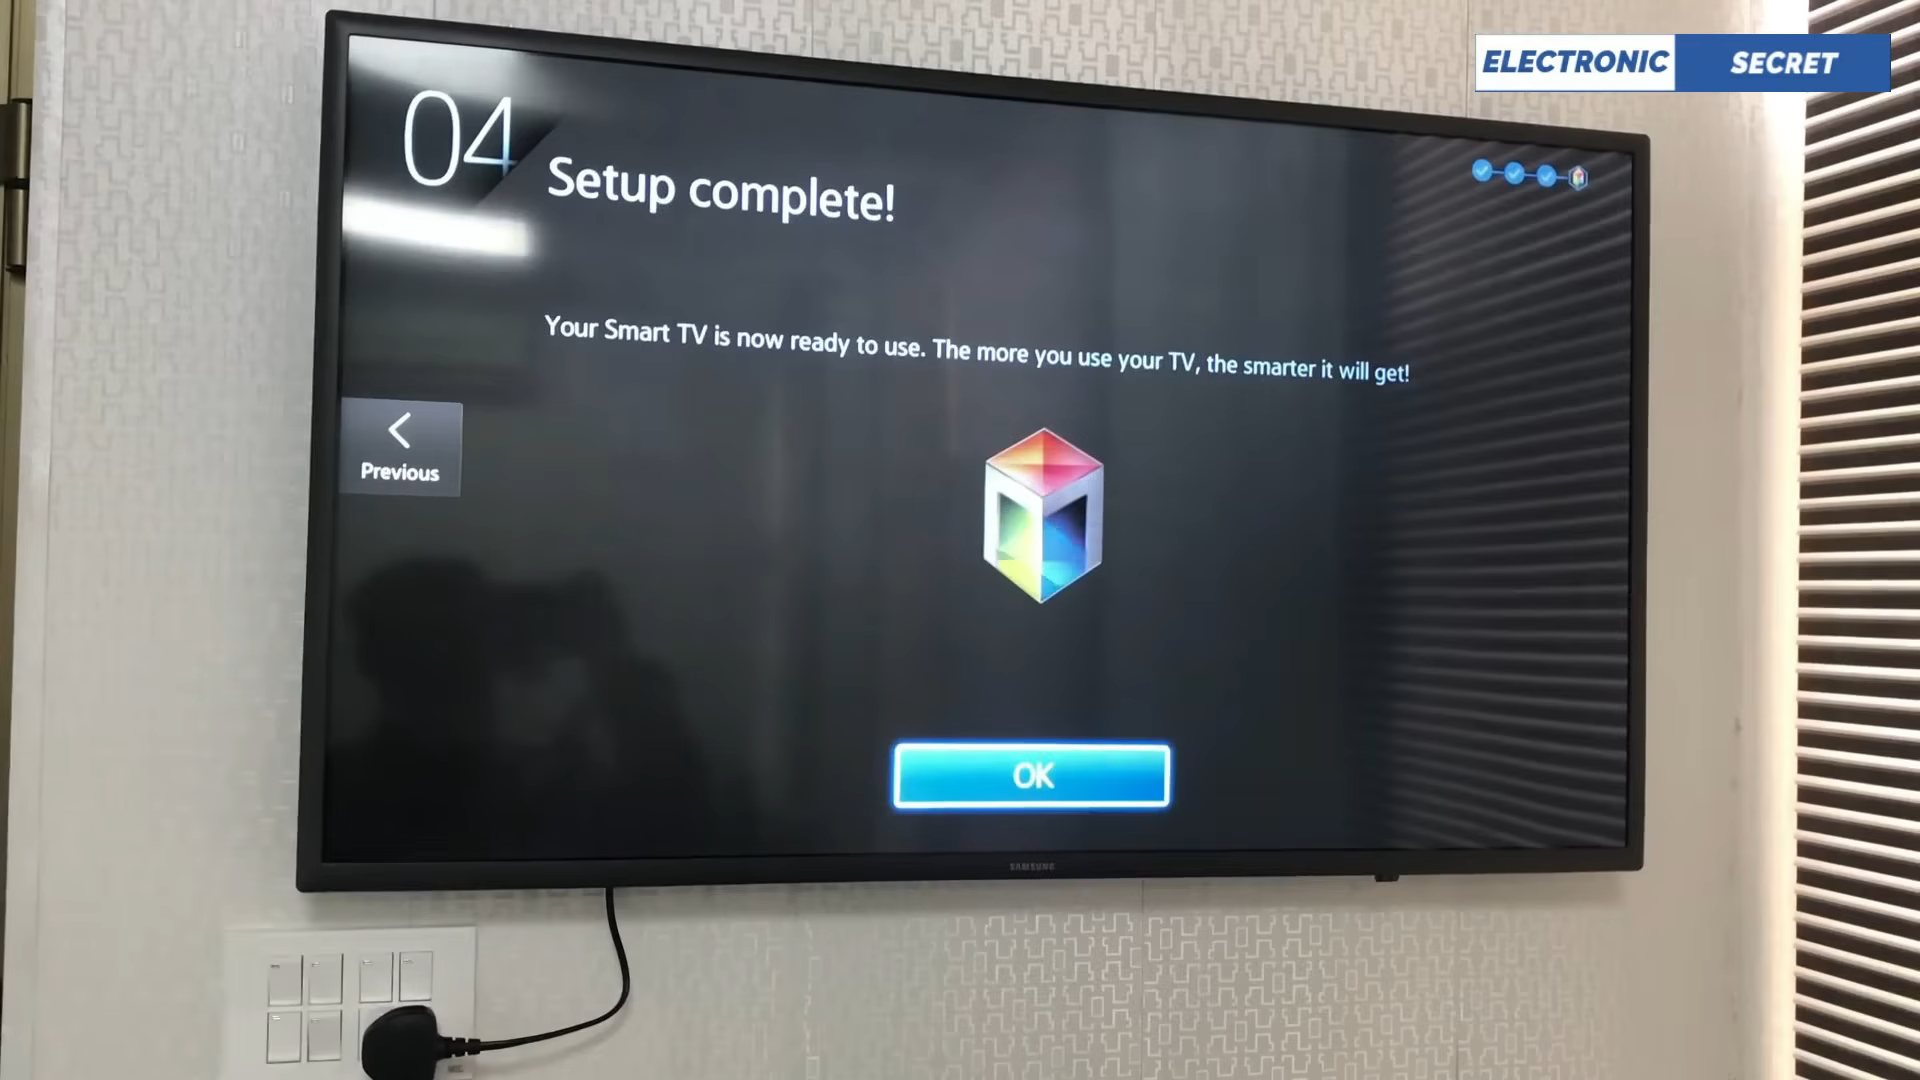 ELECTRONIC SECRET
04
Setup complete!
Your Smart TV is now ready to use. The more you use your TV, the smarter it will get!
Previous
OK
SAMSUNG